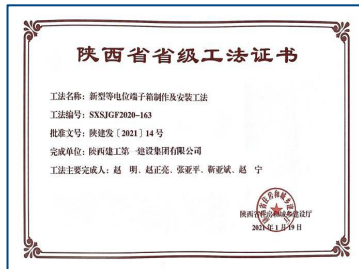 陕西省省级工法证书
工法名称：新型等电位端子箱制作及安装工法
工法编号：SXSJGF2020-163
批准文号：陕建发〔2021〕14号
完成单位：陕西建工第一建设集团有限公司
工法主要完成人：赵 明、赵正亮、张亚平、靳亚斌、赵 宁
陕西省住房和城乡建设厅
2021年1月19日